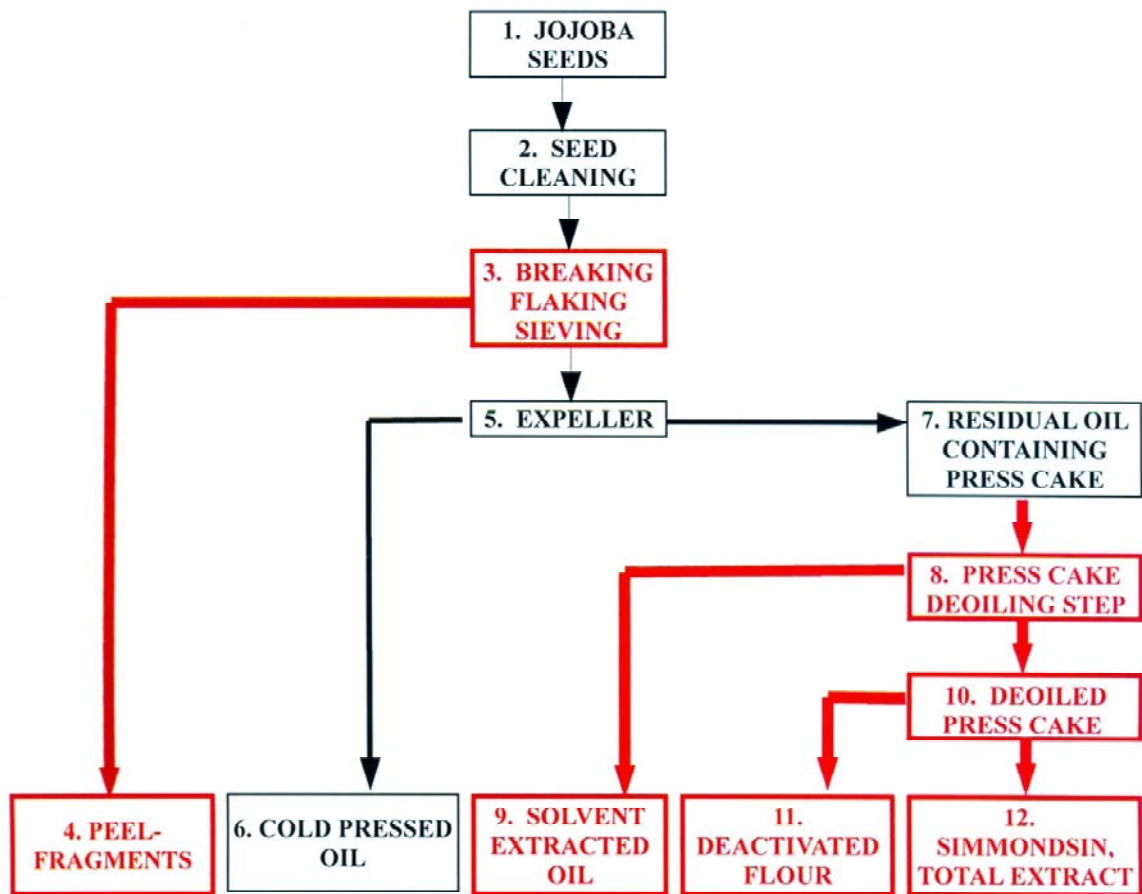 1. JOJOBA
SEEDS
2. SEED
CLEANING
3. BREAKING
FLAKING
SIEVING
5. EXPELLER
7. RESIDUAL OIL
CONTAINING
PRESS CAKE
8. PRESS CAKE
DEOILING STEP
10. DEOILED
PRESS CAKE
4. PEEL-
FRAGMENTS
6. COLD PRESSED
OIL
9. SOLVENT
EXTRACTED
OIL
11.
DEACTIVATED
FLOUR
12.
SIMMONDSIN,
TOTAL EXTRACT